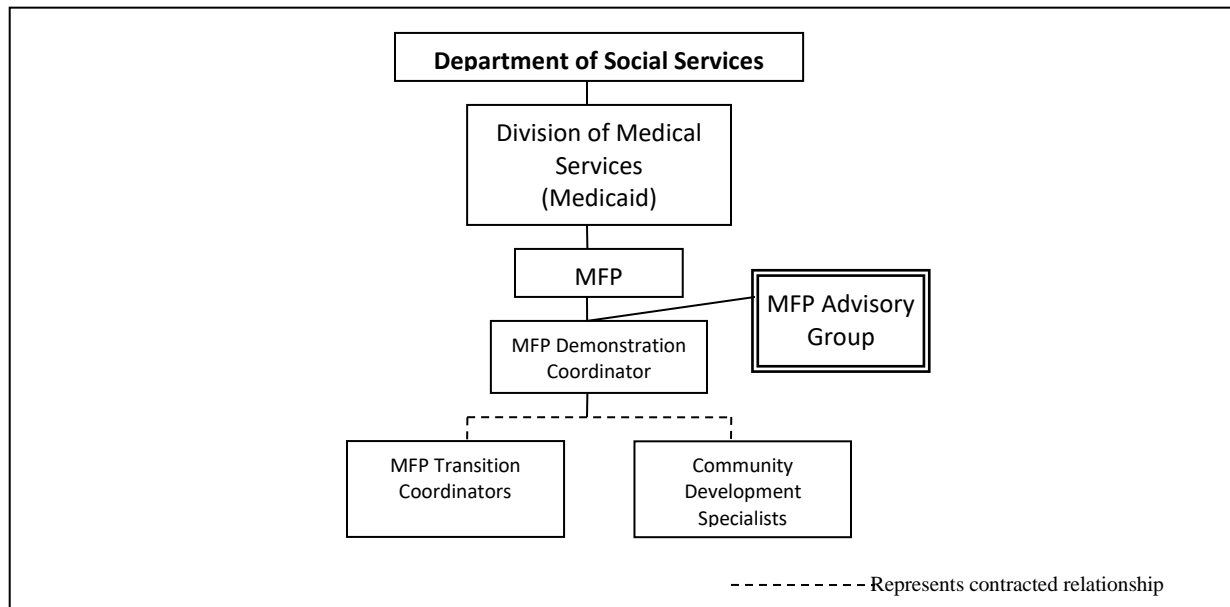 Department of Social Services
Division of Medical
Services
(Medicaid)
MFP
MFP Advisory
Group
MFP Demonstration
Coordinator
MFP Transition
Coordinators
Community
Development
Specialists
Represents contracted relationship